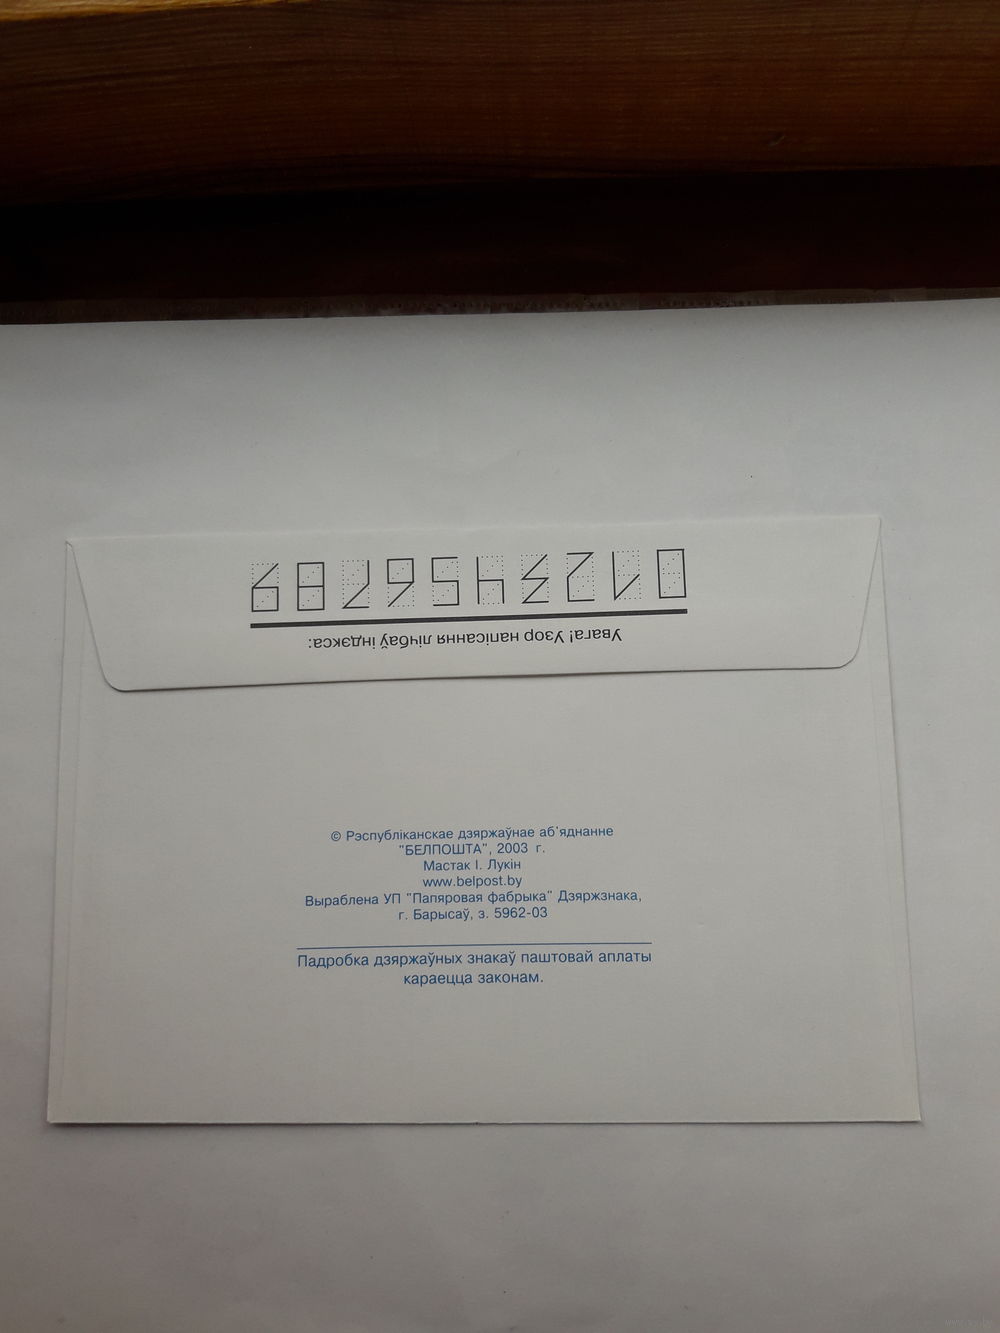 Увага! Узор напісання лічбаў індэкса:
0123456789
© Рэспубліканскае дзяржаўнае аб'яднанне
"БЕЛПОШТА", 2003 г.
Мастак І. Лукін
www.belpost.by
Выраблена УП "Папяровая фабрыка" Дзяржзнака,
г. Барысаў, з. 5962-03
Падробка дзяржаўных знакаў паштовай аплаты
караецца законам.